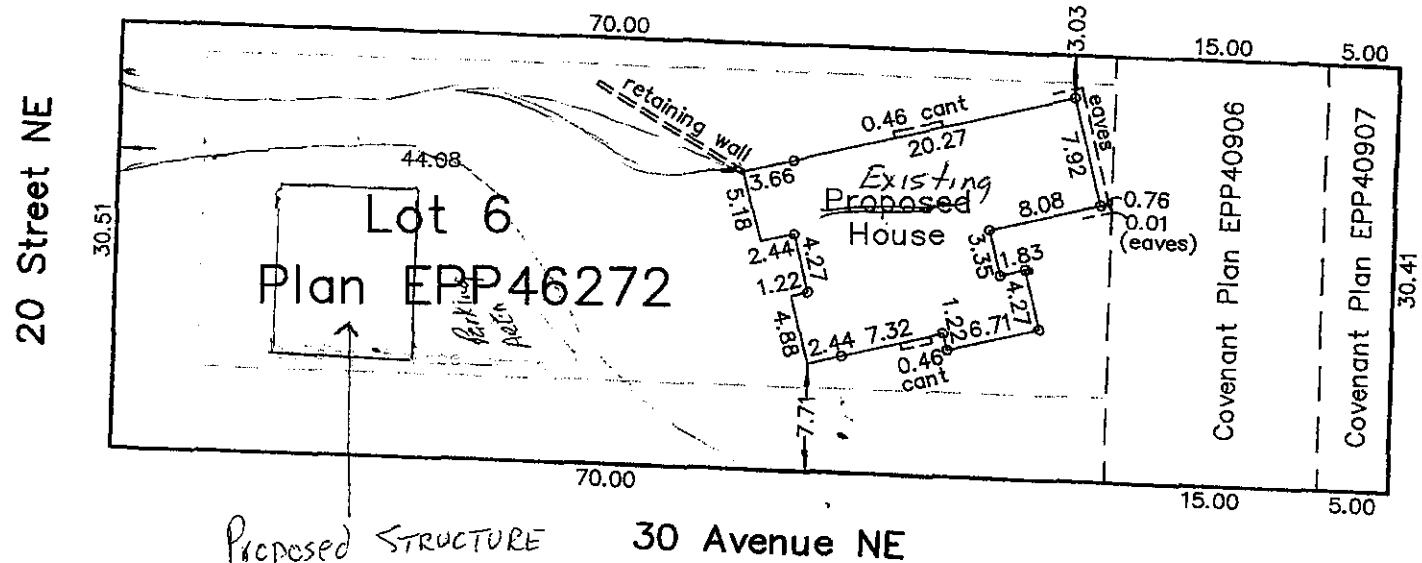 70.00
3.03
15.00
5.00
20 Street NE
30.51
retaining wall
0.46 cant
20.27
eaves
7.92
44.08
3.66
Existing
Proposed
House
5.18
8.08
0.76
0.01
(eaves)
Lot 6
Plan EPP46272
2.44
4.27
3.35
1.83
1.22
4.27
4.88
Parking
2.44
7.32
1.22
6.71
0.46
cant
7.71
Covenant Plan EPP40906
Covenant Plan EPP40907
30.41
70.00
15.00
5.00
Proposed STRUCTURE
30 Avenue NE